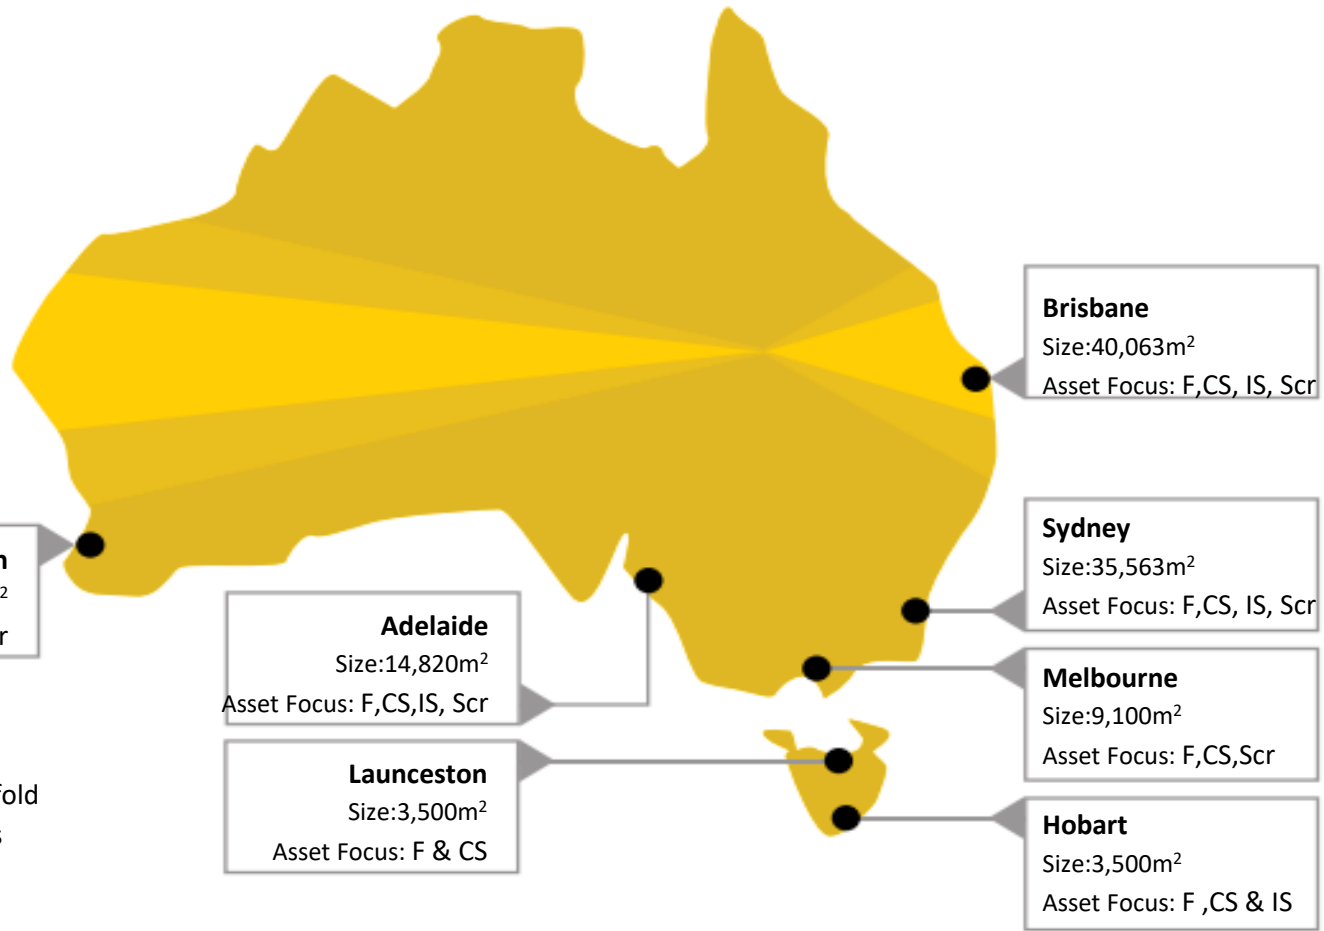 Brisbane
Size:40,063m²
Asset Focus: F,CS, IS, Scr
Sydney
Size:35,563m²
Asset Focus: F,CS, IS, Scr
n
²
r
Adelaide
Size:14,820m²
Asset Focus: F,CS,IS, Scr
Melbourne
Size:9,100m²
Asset Focus: F,CS,Scr
Launceston
Size:3,500m²
Asset Focus: F & CS
fold
s
Hobart
Size:3,500m²
Asset Focus: F ,CS & IS